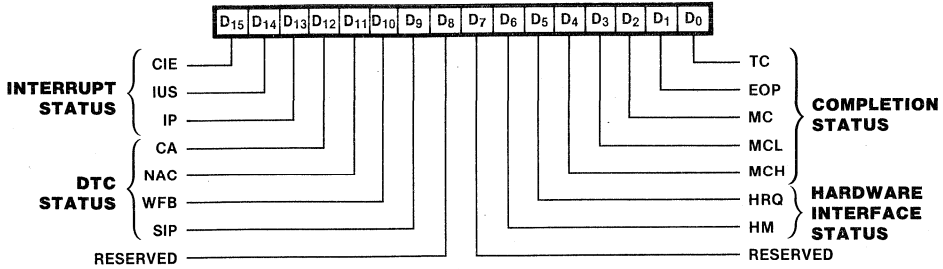 D15 D14 D13 D12 D11 D10 D9 D8 D7 D6 D5 D4 D3 D2 D1 D0
INTERRUPT
STATUS
CIE
IUS
IP
DTC
STATUS
CA
NAC
WFB
SIP
RESERVED
TC
EOP
MC
MCL
MCH
COMPLETION
STATUS
HRQ
HM
HARDWARE
INTERFACE
STATUS
RESERVED